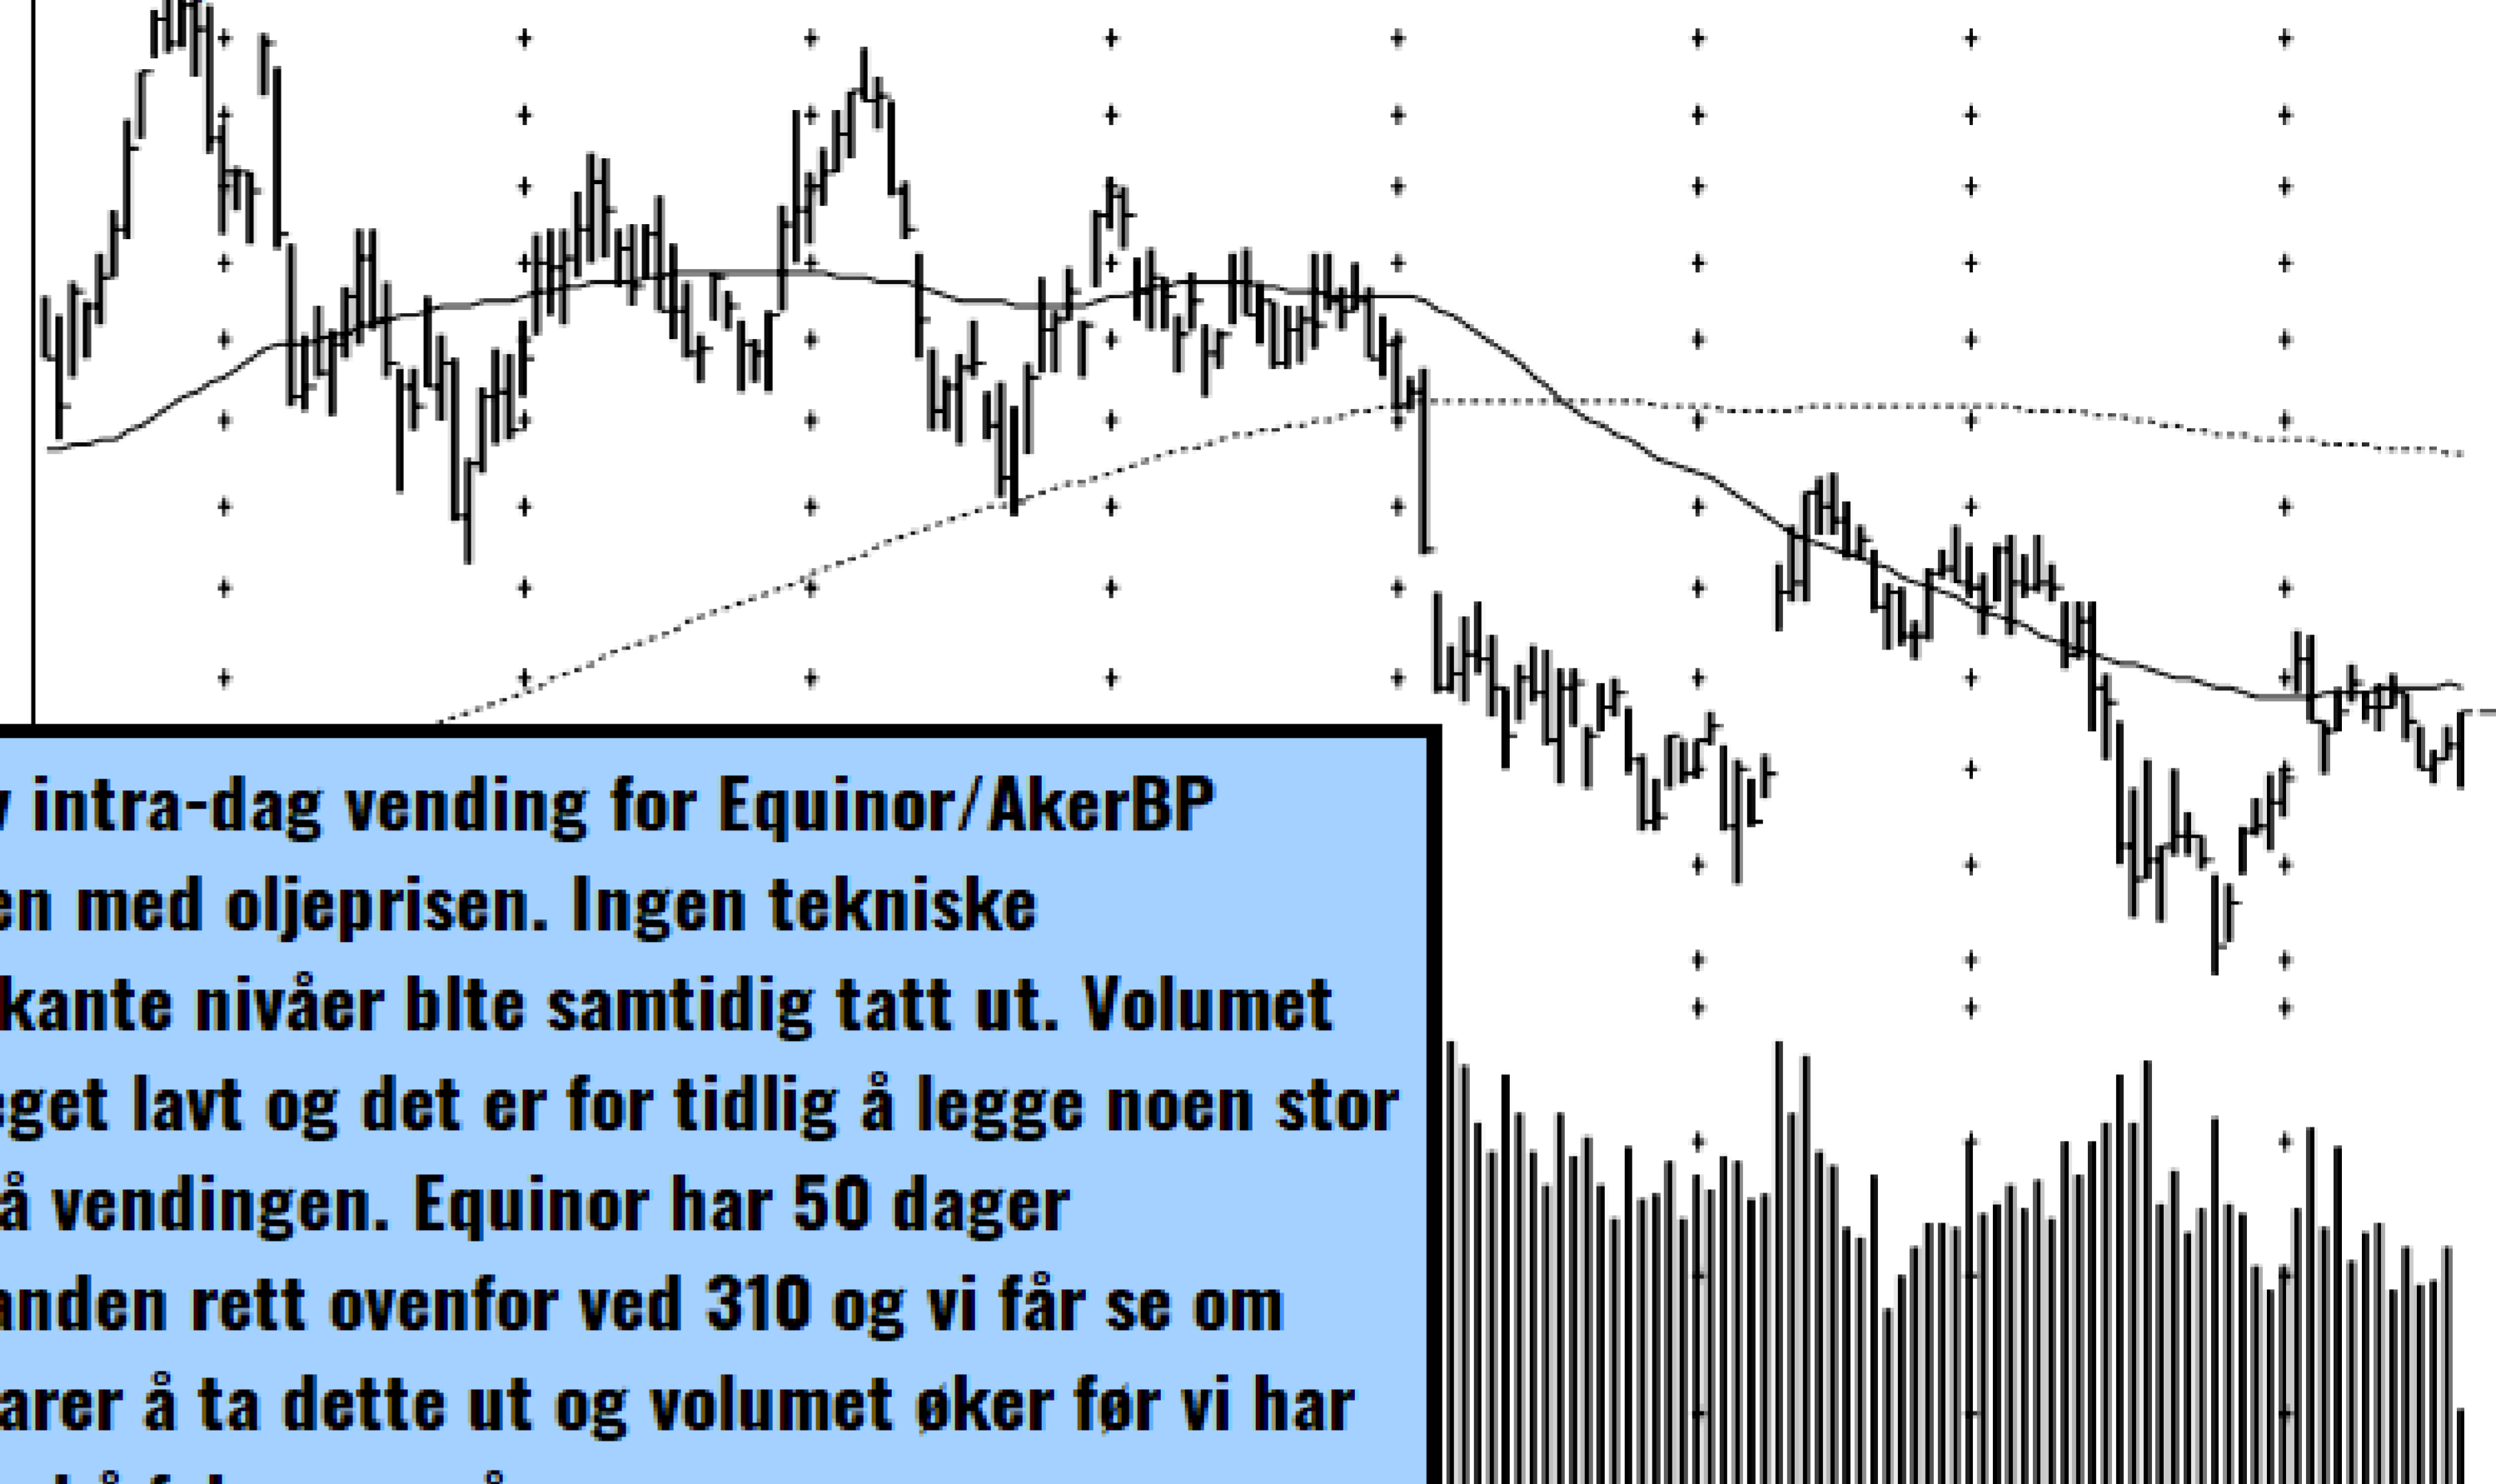 intra-dag vending for Equinor/AkerBP
en med oljeprisen. Ingen tekniske
kante nivåer blte samtidig tatt ut. Volumet
eget lavt og det er for tidlig å legge noen stor
å vendingen. Equinor har 50 dager
anden rett ovenfor ved 310 og vi får se om
arer å ta dette ut og volumet øker før vi har